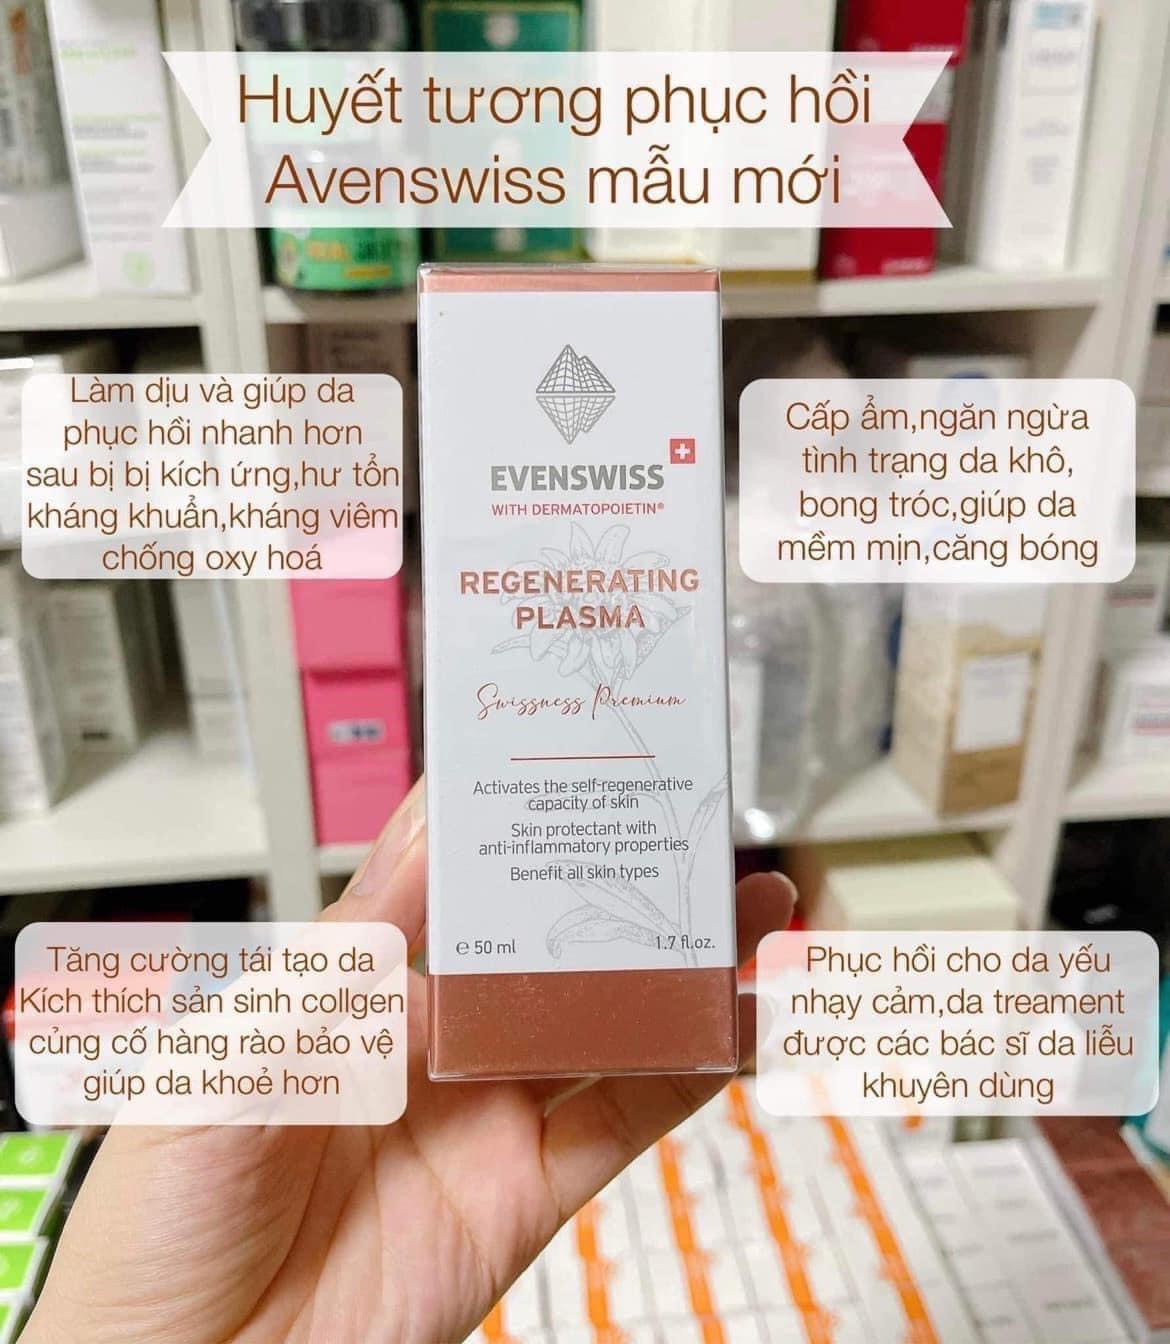 Huyết tương phục hồi
Avenswiss mẫu mới
Làm dịu và giúp da
phục hồi nhanh hơn
sau bị bị kích ứng,hư tổn
kháng khuẩn,kháng viêm
chống oxy hoá
Cấp ẩm,ngăn ngừa
tình trạng da khô,
bong tróc,giúp da
mềm mịn,căng bóng
EVENSWISS
WITH DERMATOPOIETIN®
REGENERATING
PLASMA
Swissness Premium
Activates the self-regenerative
capacity of skin
Skin protectant with
anti-inflammatory properties
Benefit all skin types
℮ 50 ml
1.7 fl.oz.
Tăng cường tái tạo da
Kích thích sản sinh collgen
củng cố hàng rào bảo vệ
giúp da khoẻ hơn
Phục hồi cho da yếu
nhạy cảm,da treament
được các bác sĩ da liễu
khuyên dùng